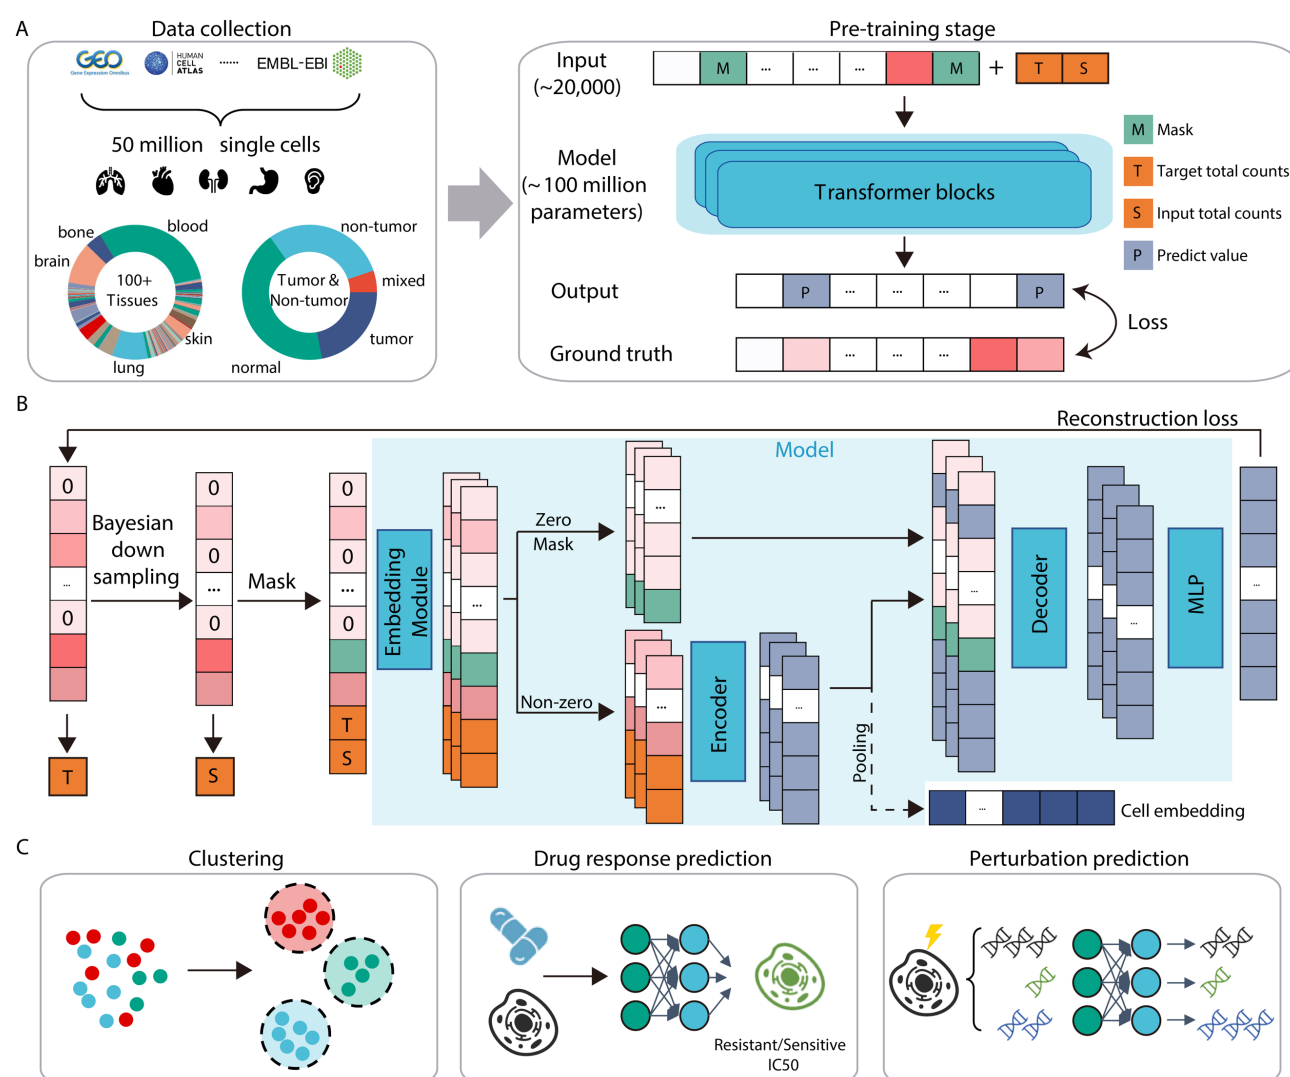 A
Data collection
GEO
Gene Expression Omnibus
HUMAN
CELL
ATLAS
......
EMBL-EBI
50 million single cells
bone
blood
brain
100+
Tissues
skin
lung
non-tumor
Tumor &
Non-tumor
mixed
tumor
normal
Pre-training stage
Input
(~20,000)
M ... ... ... M + T S
Model
(~ 100 million
parameters)
Transformer blocks
M Mask
T Target total counts
S Input total counts
P Predict value
Output
P ... ... ... P
Loss
Ground truth
... ... ...
B
Reconstruction loss
Model
0
...
0
T
Bayesian
down
sampling
0
0
...
0
S
Mask
0
0
...
0
T
S
Embedding
Module
...
Zero
Mask
...
Non-zero
...
Encoder
...
Pooling
...
Decoder
...
MLP
...
...
Cell embedding
C
Clustering
Drug response prediction
Resistant/Sensitive
IC50
Perturbation prediction